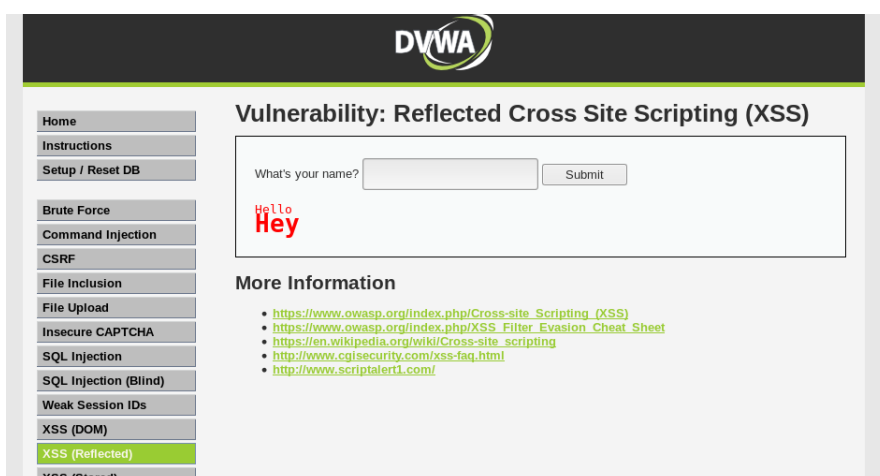 DVWA
Home
Instructions
Setup / Reset DB
Brute Force
Command Injection
CSRF
File Inclusion
File Upload
Insecure CAPTCHA
SQL Injection
SQL Injection (Blind)
Weak Session IDs
XSS (DOM)
XSS (Reflected)
XSS (Stored)
Vulnerability: Reflected Cross Site Scripting (XSS)
What's your name? Submit
Hello
Hey
More Information
https://www.owasp.org/index.php/Cross-site_Scripting_(XSS)
https://www.owasp.org/index.php/XSS_Filter_Evasion_Cheat_Sheet
https://en.wikipedia.org/wiki/Cross-site_scripting
http://www.cgisecurity.com/xss-faq.html
http://www.scriptalert1.com/